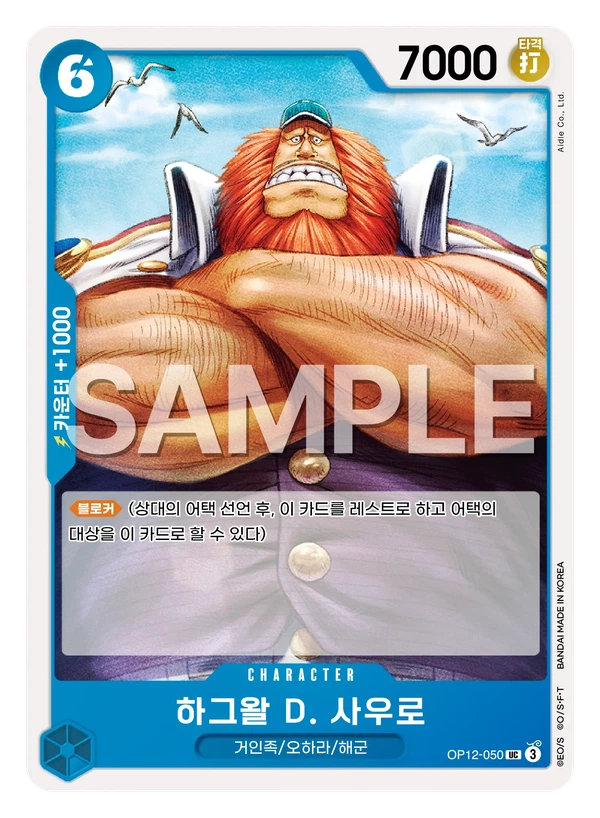 6
7000
타격
打
Aidle Co., Ltd.
카운터 +1000
SAMPLE
블로커 (상대의 어택 선언 후, 이 카드를 레스트로 하고 어택의
대상을 이 카드로 할 수 있다)
CHARACTER
하그왈 D. 사우로
거인족/오하라/해군
OP12-050 UC 3
©EO/S ©O/S·F·T BANDAI MADE IN KOREA